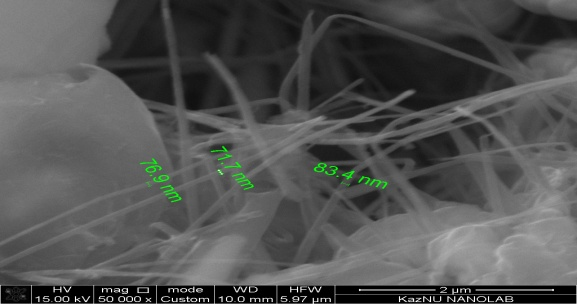 76.9 nm
71.7 nm
83.4 nm
HV
15.00 kV
mag
50 000 x
mode
Custom
WD
10.0 mm
HFW
5.97 µm
2 µm
KazNU NANOLAB